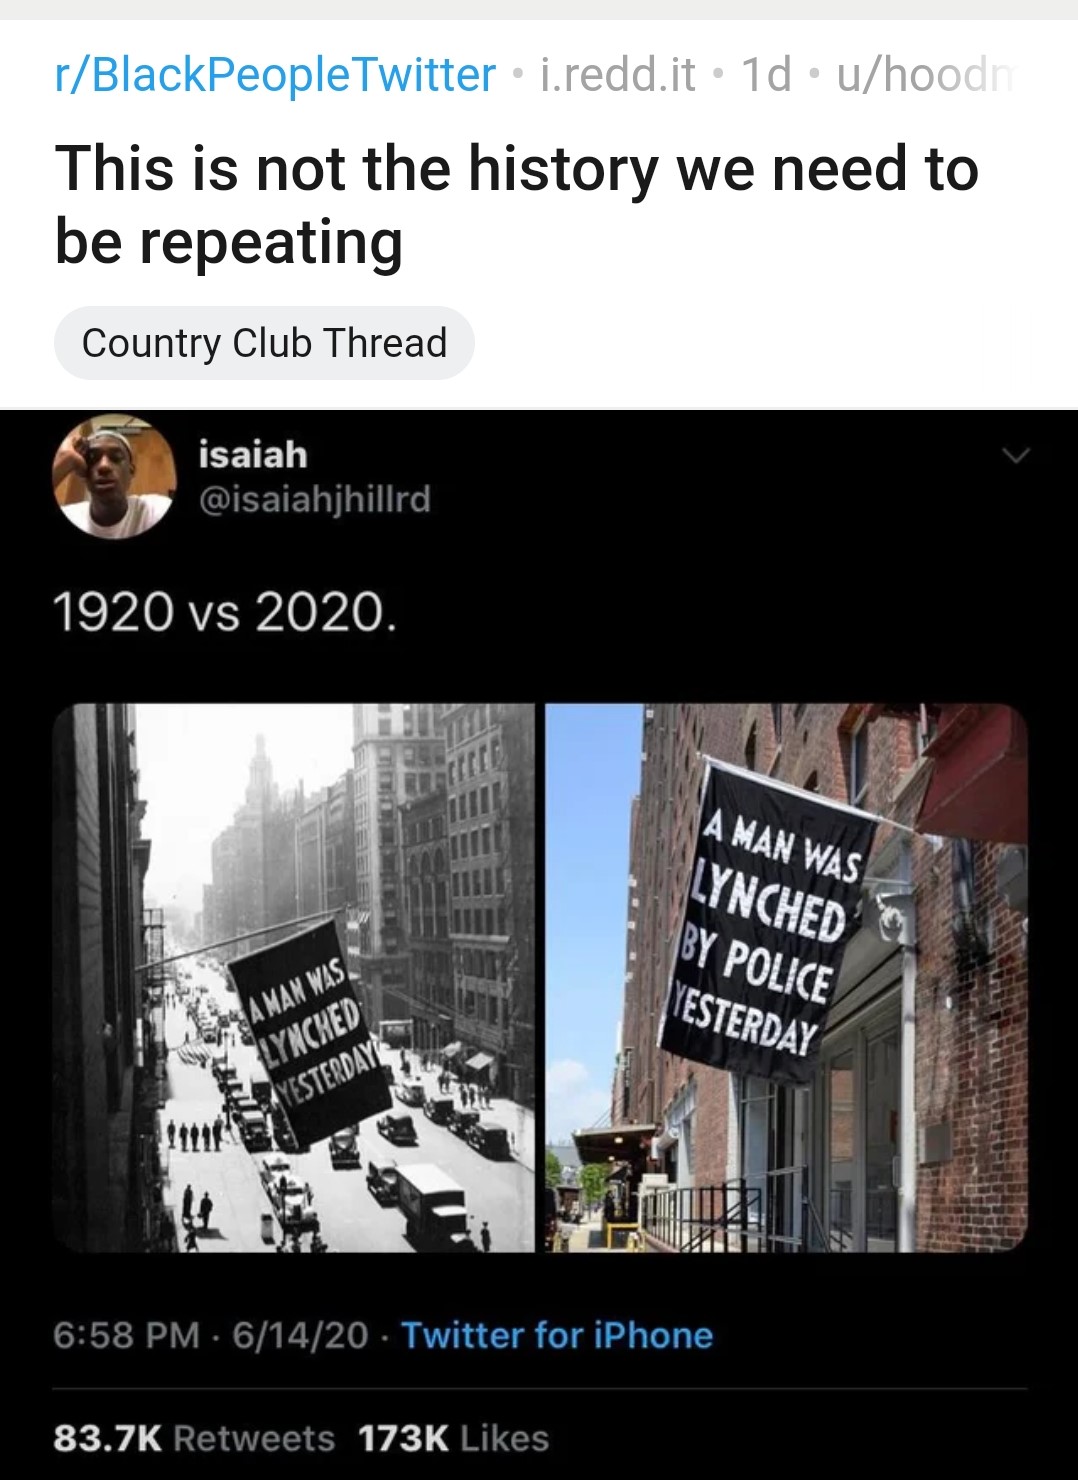 r/BlackPeopleTwitter • i.redd.it • 1d • u/hoodm
This is not the history we need to
be repeating
Country Club Thread
isaiah
@isaiahjhillrd
1920 vs 2020.
A MAN WAS
LYNCHED
YESTERDAY
A MAN WAS
LYNCHED
BY POLICE
YESTERDAY
6:58 PM · 6/14/20 · Twitter for iPhone
83.7K Retweets 173K Likes